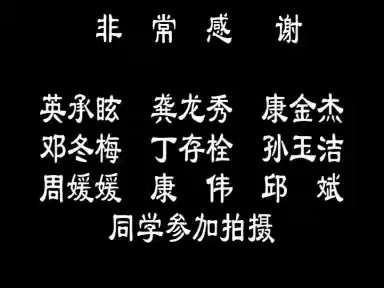 非常感谢
英承昡 龚龙秀 康金杰
邓冬梅 丁存栓 孙玉洁
周媛媛 康伟 邱斌
同学参加拍摄